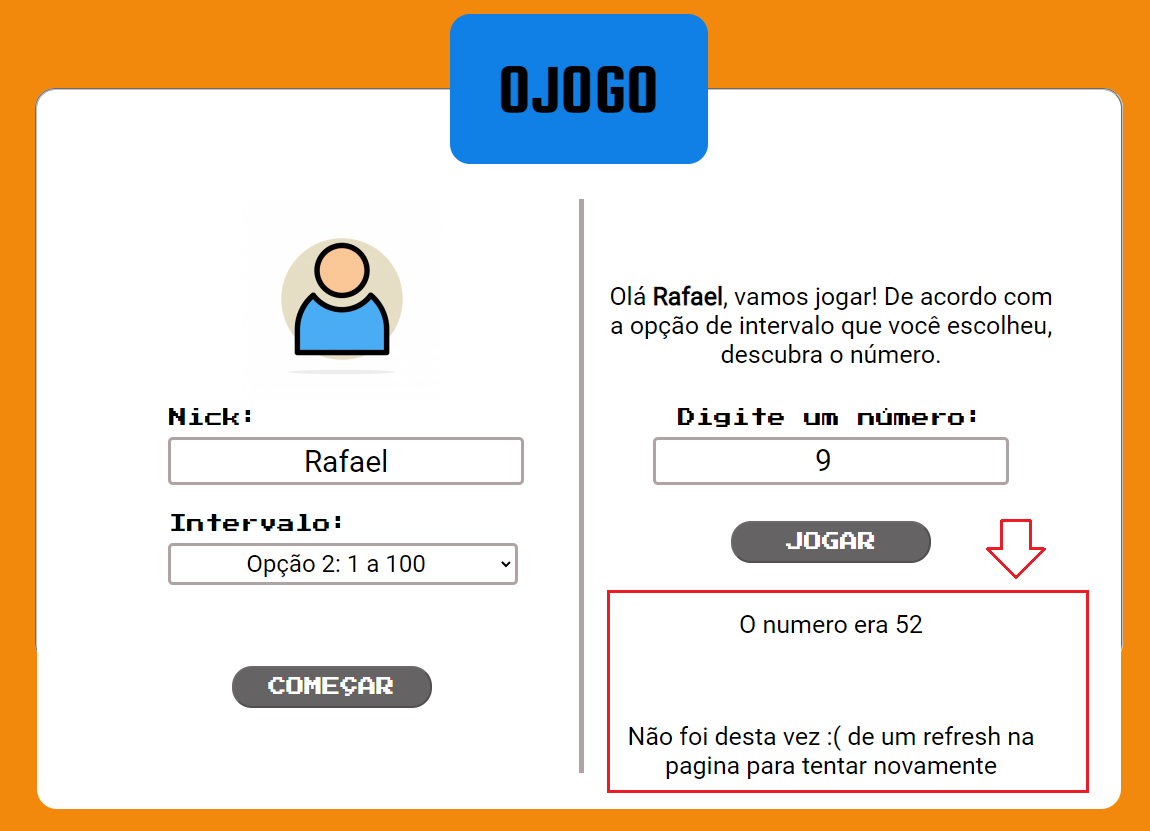 OJOGO
Nick:
Rafael
Intervalo:
Opção 2: 1 a 100
COMEÇAR
Olá Rafael, vamos jogar! De acordo com
a opção de intervalo que você escolheu,
descubra o número.
Digite um número:
9
JOGAR
O numero era 52
Não foi desta vez :( de um refresh na
pagina para tentar novamente